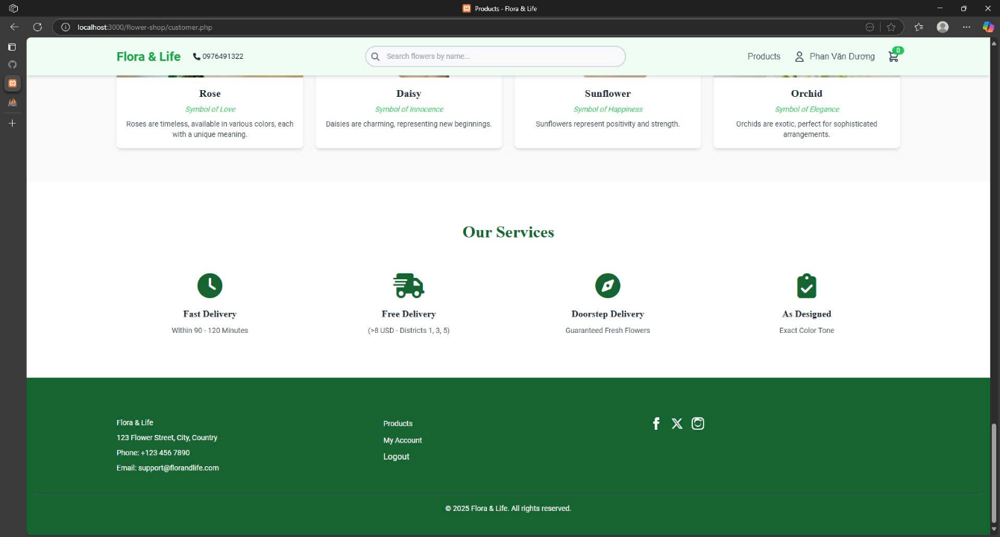 Products - Flora & Life
localhost:3000/flower-shop/customer.php
Flora & Life
0976491322
Search flowers by name...
Products
Phan Văn Dương
0
Rose
Symbol of Love
Roses are timeless, available in various colors, each
with a unique meaning.
Daisy
Symbol of Innocence
Daisies are charming, representing new beginnings.
Sunflower
Symbol of Happiness
Sunflowers represent positivity and strength.
Orchid
Symbol of Elegance
Orchids are exotic, perfect for sophisticated
arrangements.
Our Services
Fast Delivery
Within 90 - 120 Minutes
Free Delivery
(>8 USD - Districts 1, 3, 5)
Doorstep Delivery
Guaranteed Fresh Flowers
As Designed
Exact Color Tone
Flora & Life
123 Flower Street, City, Country
Phone: +123 456 7890
Email: support@florandlife.com
Products
My Account
Logout
© 2025 Flora & Life. All rights reserved.